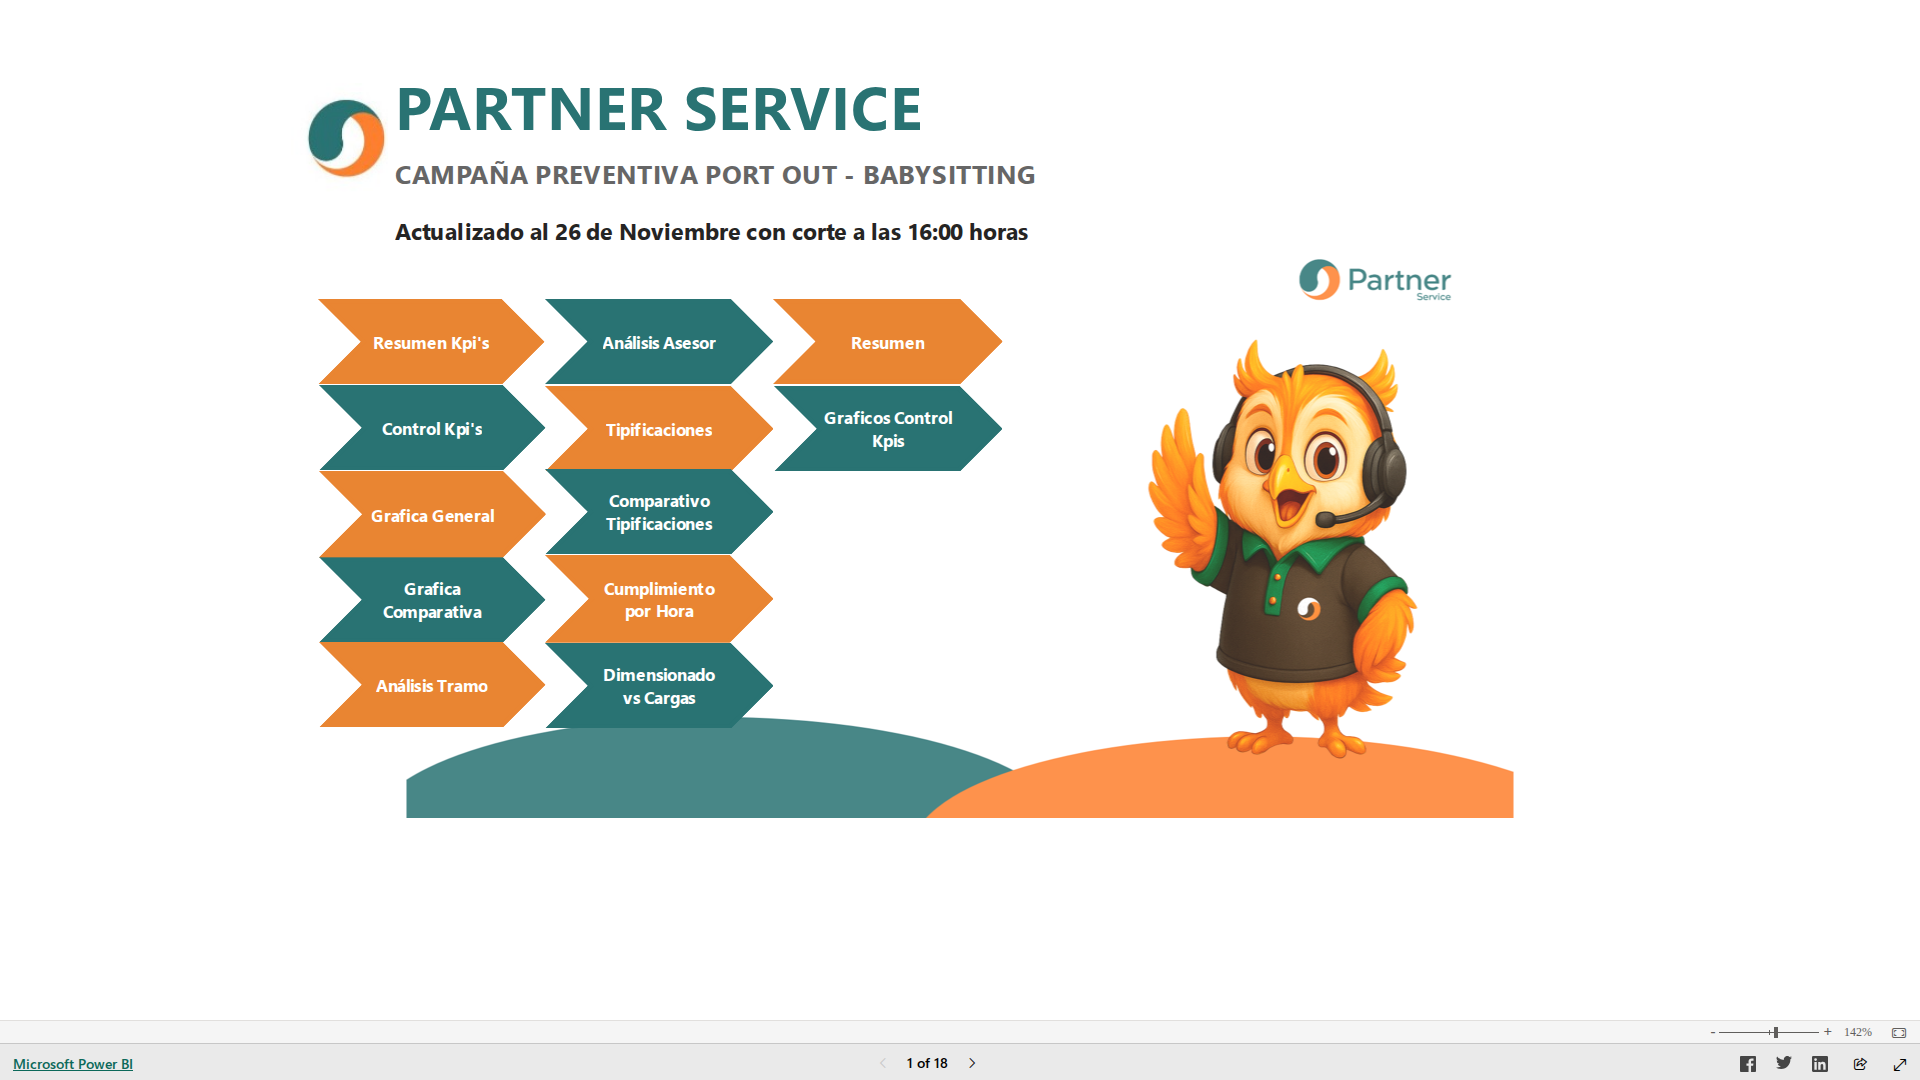 PARTNER SERVICE
CAMPAÑA PREVENTIVA PORT OUT - BABYSITTING
Actualizado al 26 de Noviembre con corte a las 16:00 horas
Partner
Service
Resumen Kpi's
Análisis Asesor
Resumen
Control Kpi's
Tipificaciones
Graficos Control
Kpis
Grafica General
Comparativo
Tipificaciones
Grafica
Comparativa
Cumplimiento
por Hora
Análisis Tramo
Dimensionado
vs Cargas
- + 142%
Microsoft Power BI
1 of 18